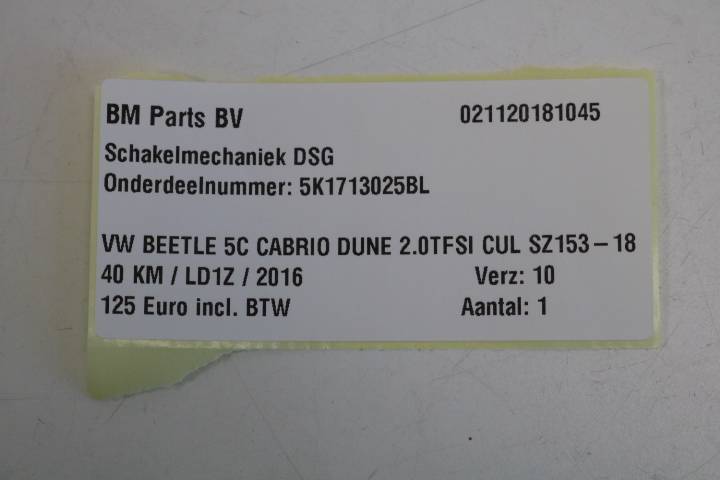 BM Parts BV 021120181045
Schakelmechaniek DSG
Onderdeelnummer: 5K1713025BL
VW BEETLE 5C CABRIO DUNE 2.0TFSI CUL SZ153-18
40 KM / LD1Z / 2016 Verz: 10
125 Euro incl. BTW Aantal: 1